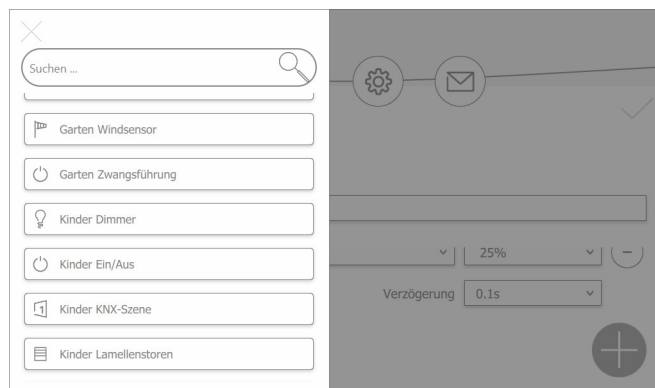 Suchen ...
Garten Windsensor
Garten Zwangsführung
Kinder Dimmer
Kinder Ein/Aus
1 Kinder KNX-Szene
Kinder Lamellenstoren
25%
Verzögerung 0.1s